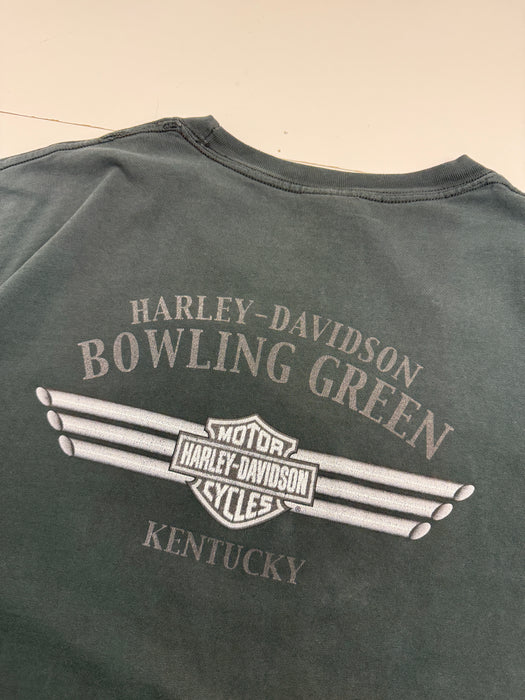 HARLEY-DAVIDSON
BOWLING GREEN
MOTOR
HARLEY-DAVIDSON
CYCLES
®
KENTUCKY